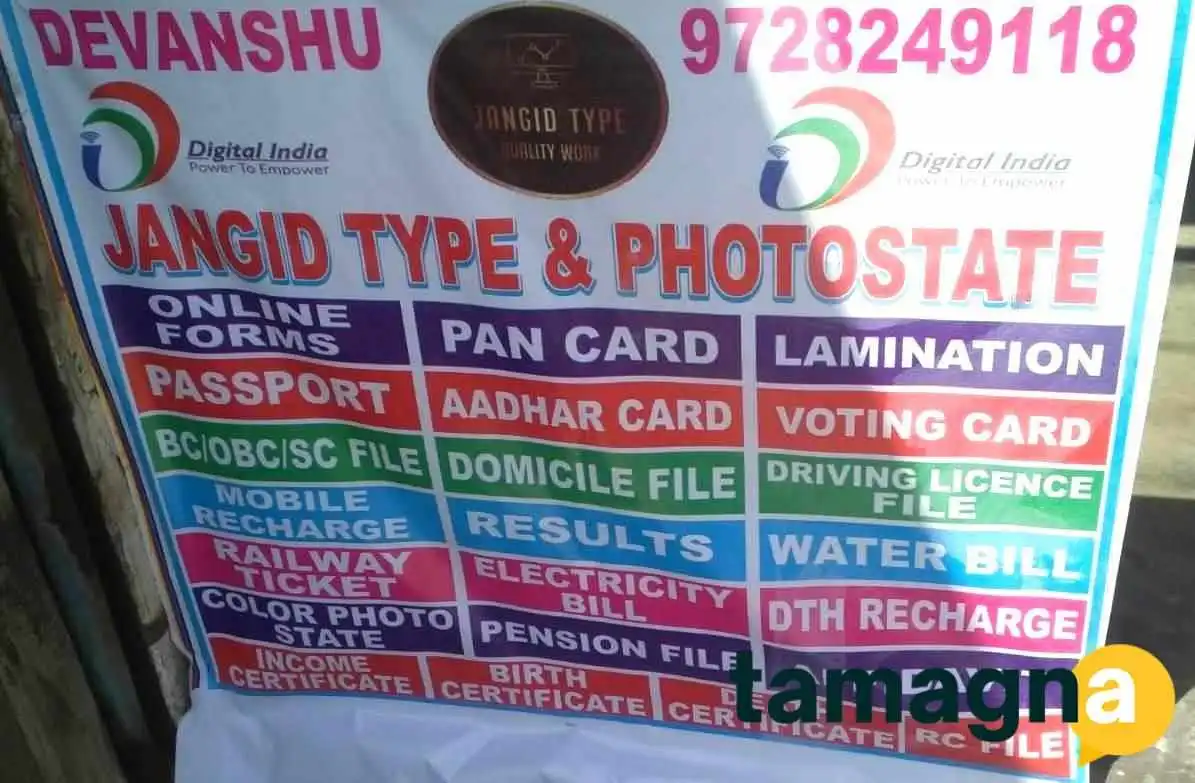 DEVANSHU
9728249118
JANGID TYPE
QUALITY WORK
Digital India
Power To Empower
Digital India
Power To Empower
JANGID TYPE & PHOTOSTATE
ONLINE
FORMS
PAN CARD
LAMINATION
PASSPORT
AADHAR CARD
VOTING CARD
BC/OBC/SC FILE
DOMICILE FILE
DRIVING LICENCE
FILE
MOBILE
RECHARGE
RESULTS
WATER BILL
RAILWAY
TICKET
ELECTRICITY
BILL
DTH RECHARGE
COLOR PHOTO
STATE
PENSION FILE
INCOME
CERTIFICATE
BIRTH
CERTIFICATE
CERTIFICATE
RC FILE
tamagna